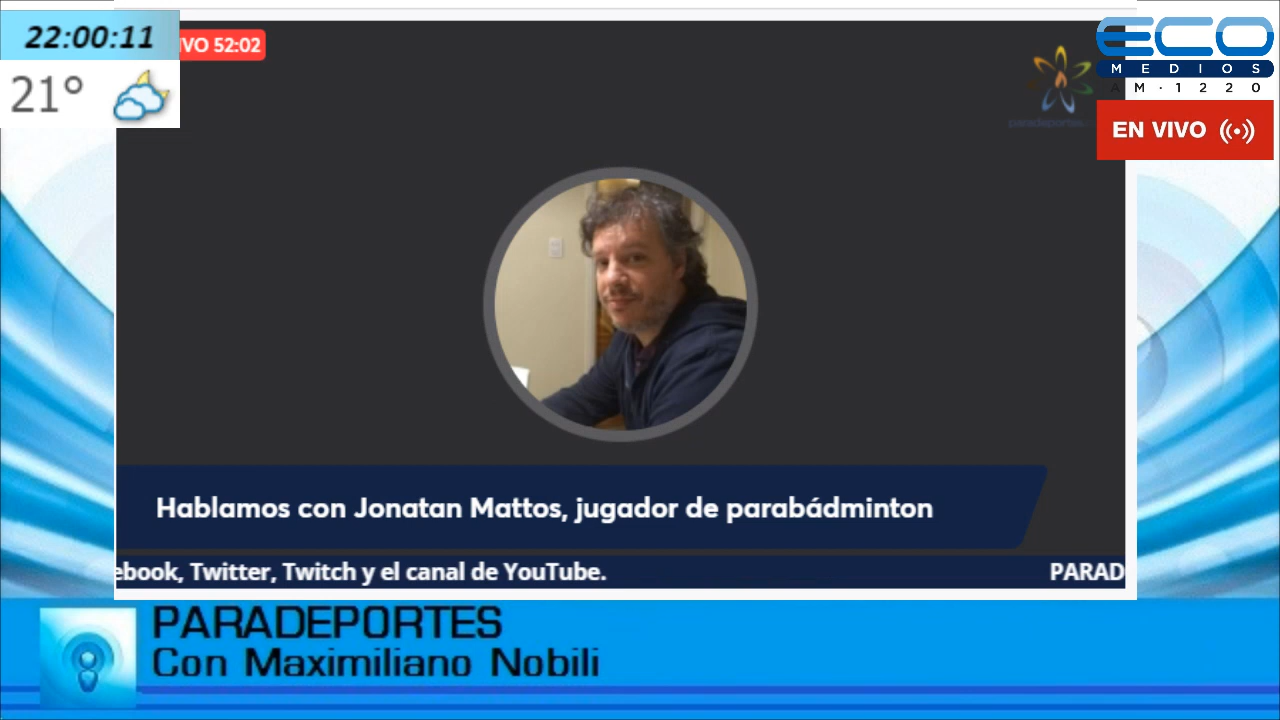 22:00:11
21°
VO 52:02
ECO
MEDIOS
AM·1220
EN VIVO
paradeportes
Hablamos con Jonatan Mattos, jugador de parabádminton
ebook, Twitter, Twitch y el canal de YouTube.
PARAD
PARADEPORTES
Con Maximiliano Nobili